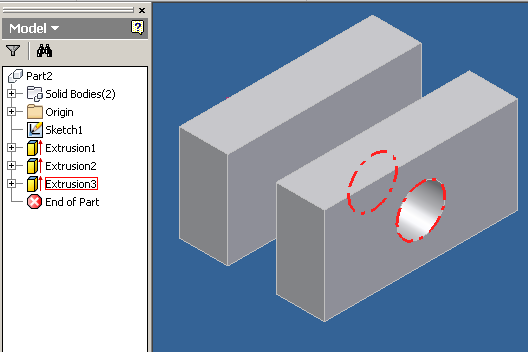 Model
Part2
Solid Bodies(2)
Origin
Sketch1
Extrusion1
Extrusion2
Extrusion3
End of Part